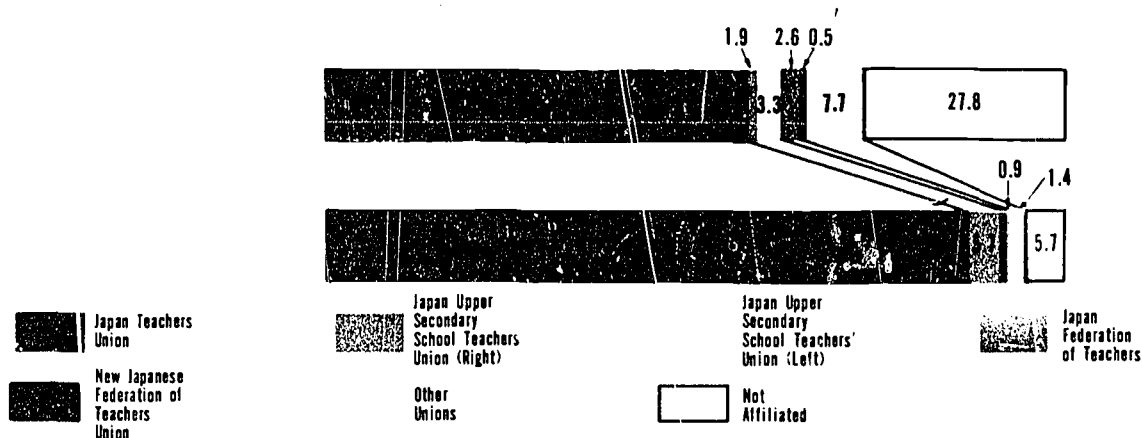 1.9 2.6 0.5
3.3 7.7 27.8
0.9 1.4
5.7
Japan Teachers
Union
Japan Upper
Secondary
School Teachers
Union (Right)
Japan Upper
Secondary
School Teachers'
Union (Left)
Japan
Federation
of Teachers
New Japanese
Federation of
Teachers
Union
Other
Unions
Not
Affiliated